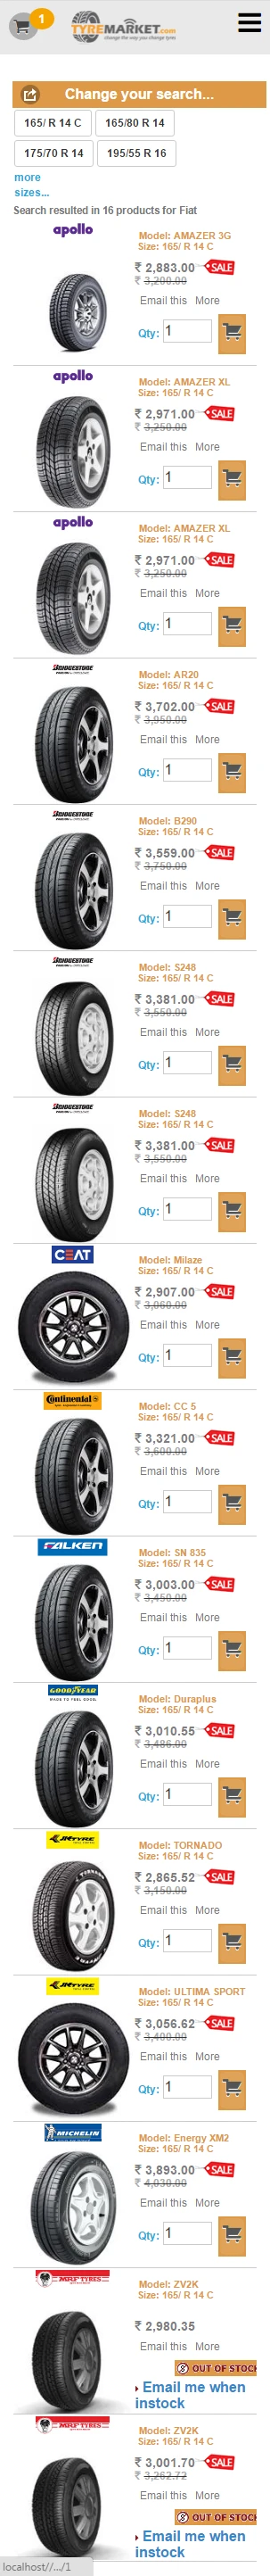 1
TYREMARKET.com
change the way you change tyres
Change your search...
165/ R 14 C
165/80 R 14
175/70 R 14
195/55 R 16
more
sizes...
Search resulted in 16 products for Fiat
apollo
Model: AMAZER 3G
Size: 165/ R 14 C
₹ 2,883.00 SALE
₹ 3,200.00
Email this More
Qty: 1
apollo
Model: AMAZER XL
Size: 165/ R 14 C
₹ 2,971.00 SALE
₹ 3,250.00
Email this More
Qty: 1
apollo
Model: AMAZER XL
Size: 165/ R 14 C
₹ 2,971.00 SALE
₹ 3,250.00
Email this More
Qty: 1
BRIDGESTONE
Model: AR20
Size: 165/ R 14 C
₹ 3,702.00 SALE
₹ 3,950.00
Email this More
Qty: 1
BRIDGESTONE
Model: B290
Size: 165/ R 14 C
₹ 3,559.00 SALE
₹ 3,750.00
Email this More
Qty: 1
BRIDGESTONE
Model: S248
Size: 165/ R 14 C
₹ 3,381.00 SALE
₹ 3,550.00
Email this More
Qty: 1
BRIDGESTONE
Model: S248
Size: 165/ R 14 C
₹ 3,381.00 SALE
₹ 3,550.00
Email this More
Qty: 1
CEAT
Model: Milaze
Size: 165/ R 14 C
₹ 2,907.00 SALE
₹ 3,060.00
Email this More
Qty: 1
Continental
Model: CC 5
Size: 165/ R 14 C
₹ 3,321.00 SALE
₹ 3,600.00
Email this More
Qty: 1
FALKEN
Model: SN 835
Size: 165/ R 14 C
₹ 3,003.00 SALE
₹ 3,450.00
Email this More
Qty: 1
GOODYEAR
MADE TO FEEL GOOD.
Model: Duraplus
Size: 165/ R 14 C
₹ 3,010.55 SALE
₹ 3,486.00
Email this More
Qty: 1
JKTYRE
Model: TORNADO
Size: 165/ R 14 C
₹ 2,865.52 SALE
₹ 3,150.00
Email this More
Qty: 1
JKTYRE
Model: ULTIMA SPORT
Size: 165/ R 14 C
₹ 3,056.62 SALE
₹ 3,400.00
Email this More
Qty: 1
MICHELIN
Model: Energy XM2
Size: 165/ R 14 C
₹ 3,893.00 SALE
₹ 4,030.00
Email this More
Qty: 1
MRF TYRES
Model: ZV2K
Size: 165/ R 14 C
₹ 2,980.35
Email this More
OUT OF STOCK
Email me when
instock
MRF TYRES
Model: ZV2K
Size: 165/ R 14 C
₹ 3,001.70 SALE
₹ 3,262.72
Email this More
OUT OF STOCK
Email me when
instock
localhost//.../1